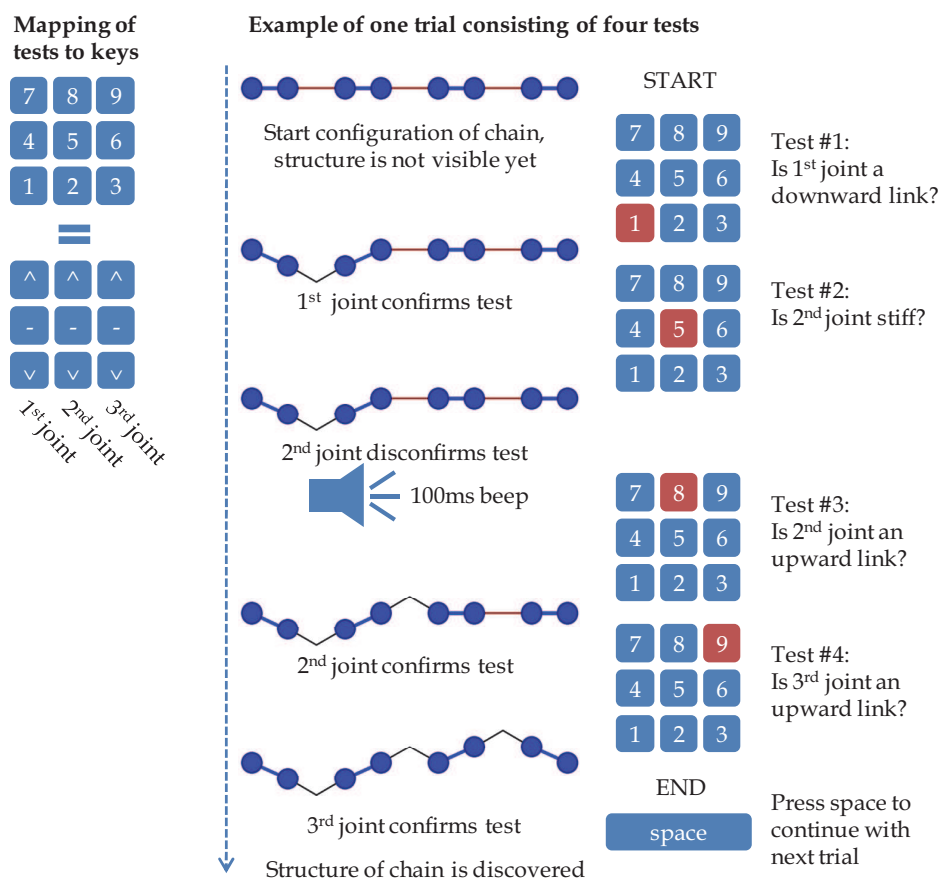 Mapping of
tests to keys
7 8 9
4 5 6
1 2 3
=
^ ^ ^
- - -
v v v
1st joint
2nd joint
3rd joint
Example of one trial consisting of four tests
Start configuration of chain,
structure is not visible yet
1st joint confirms test
2nd joint disconfirms test
100ms beep
2nd joint confirms test
3rd joint confirms test
Structure of chain is discovered
START
7 8 9
4 5 6
1 2 3
Test #1:
Is 1st joint a
downward link?
7 8 9
4 5 6
1 2 3
Test #2:
Is 2nd joint stiff?
7 8 9
4 5 6
1 2 3
Test #3:
Is 2nd joint an
upward link?
7 8 9
4 5 6
1 2 3
Test #4:
Is 3rd joint an
upward link?
END
space
Press space to
continue with
next trial